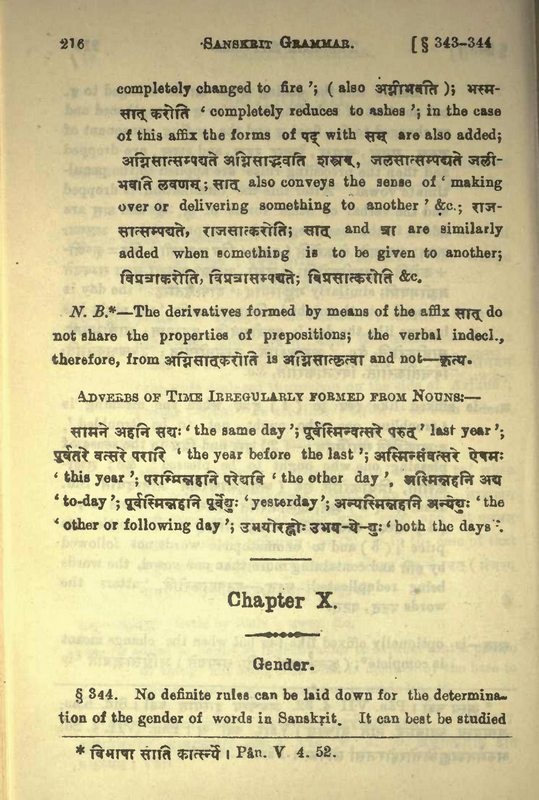 216 SANSKRIT GRAMMAR. [ § 343-344
completely changed to fire '; ( also अग्नीभवति ); भस्म-
सात् करोति ' completely reduces to ashes '; in the case
of this affix the forms of पद् with सम् are also added;
अग्निसात्सम्पद्यते अग्निसाद्भवति शस्त्रम्, जलसात्सम्पद्यते जली-
भवति लवणम्; सात् also conveys the sense of ' making
over or delivering something to another ' &c.; राज-
सात्सम्पद्यते, राजसात्करोति; सात् and त्रा are similarly
added when something is to be given to another;
विप्रत्राकरोति, विप्रत्रासम्पद्यते; विप्रसात्करोति &c.
N. B.*—The derivatives formed by means of the affix सात् do
not share the properties of prepositions; the verbal indecl.,
therefore, from अग्निसात्करोति is अग्निसात्कृत्वा and not—कृत्य.
ADVERBS OF TIME IRREGULARLY FORMED FROM NOUNS:—
सामने अहनि सद्यः ' the same day '; पूर्वस्मिन्वत्सरे परुत् ' last year ';
पूर्वतरे वत्सरे परारि ' the year before the last '; अस्मिन्संवत्सरे ऐषमः
' this year '; परस्मिन्नहनि परेद्यवि ' the other day ', अस्मिन्नहनि अद्य
' to-day '; पूर्वस्मिन्नहनि पूर्वेद्युः ' yesterday '; अन्यस्मिन्नहनि अन्येद्युः ' the
' other or following day '; उभयोरह्नोः उभय-ये-द्युः ' both the days '.
Chapter X.
Gender.
§ 344. No definite rules can be laid down for the determina-
tion of the gender of words in Sanskṛit. It can best be studied
* विभाषा साति कार्त्स्न्ये । Pân. V 4. 52.